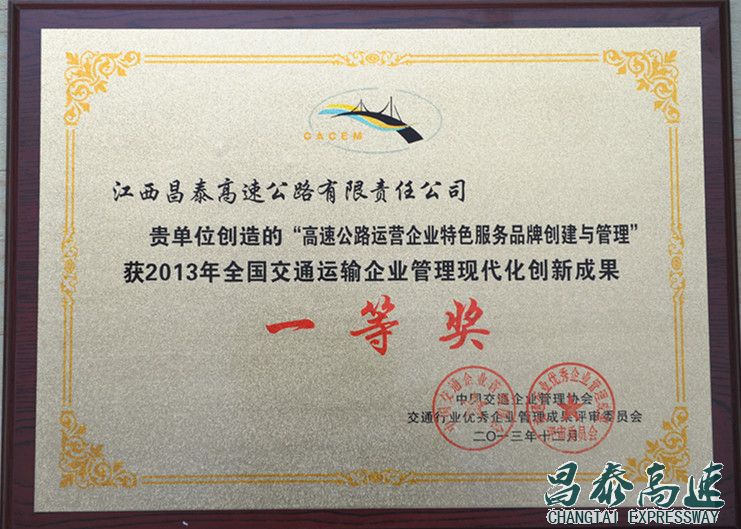 CACEM
江西昌泰高速公路有限责任公司
贵单位创造的“高速公路运营企业特色服务品牌创建与管理”
获2013年全国交通运输企业管理现代化创新成果
一等奖
中国交通企业管理协会
交通行业优秀企业管理成果评审委员会
二〇一三年十二月
昌泰高速
CHANGTAI EXPRESSWAY